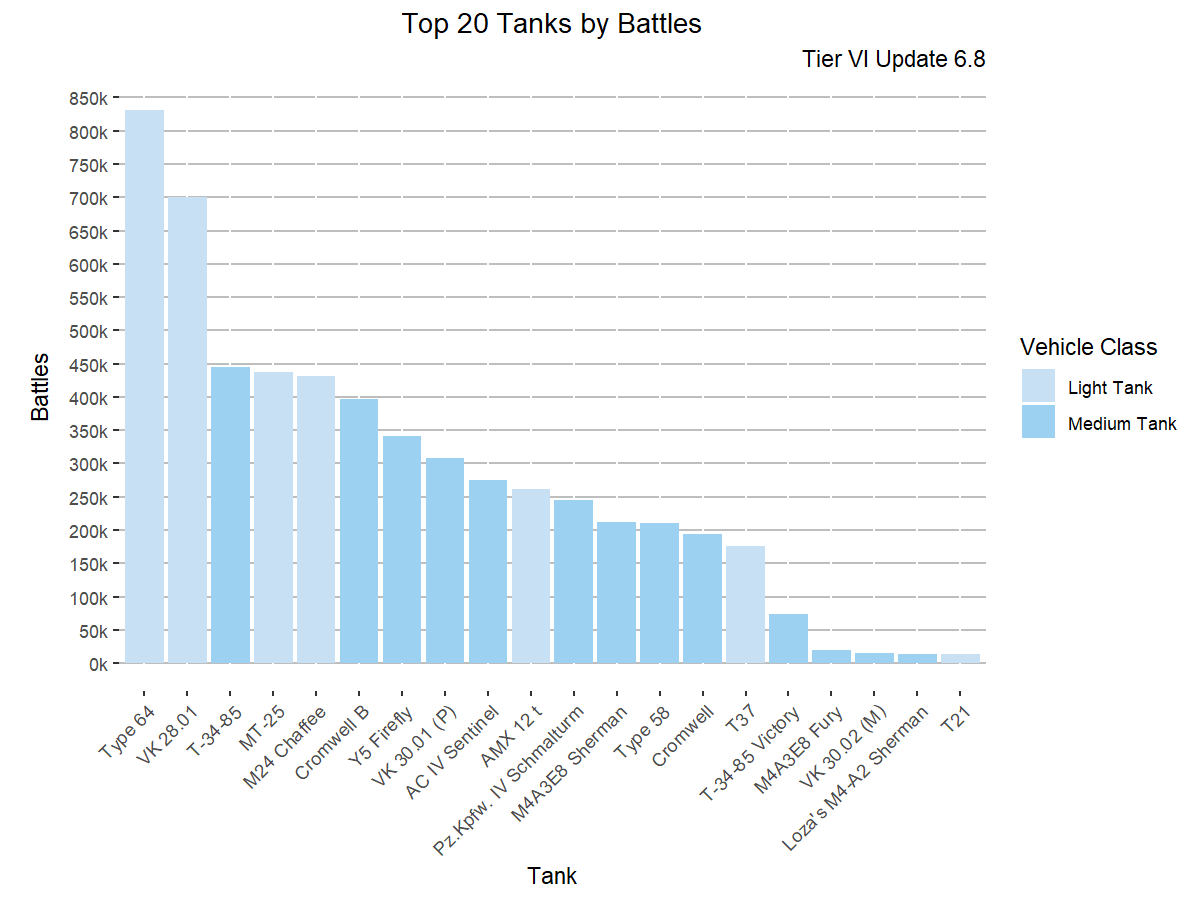 Top 20 Tanks by Battles
Tier VI Update 6.8
850k
800k
750k
700k
650k
600k
550k
500k
450k
400k
350k
300k
250k
200k
150k
100k
50k
0k
Battles
Type 64
VK 28.01
T-34-85
MT-25
M24 Chaffee
Cromwell B
Y5 Firefly
VK 30.01 (P)
AC IV Sentinel
AMX 12 t
Pz.Kpfw. IV Schmalturm
M4A3E8 Sherman
Type 58
Cromwell
T37
T-34-85 Victory
M4A3E8 Fury
VK 30.02 (M)
Loza's M4-A2 Sherman
T21
Tank
Vehicle Class
Light Tank
Medium Tank